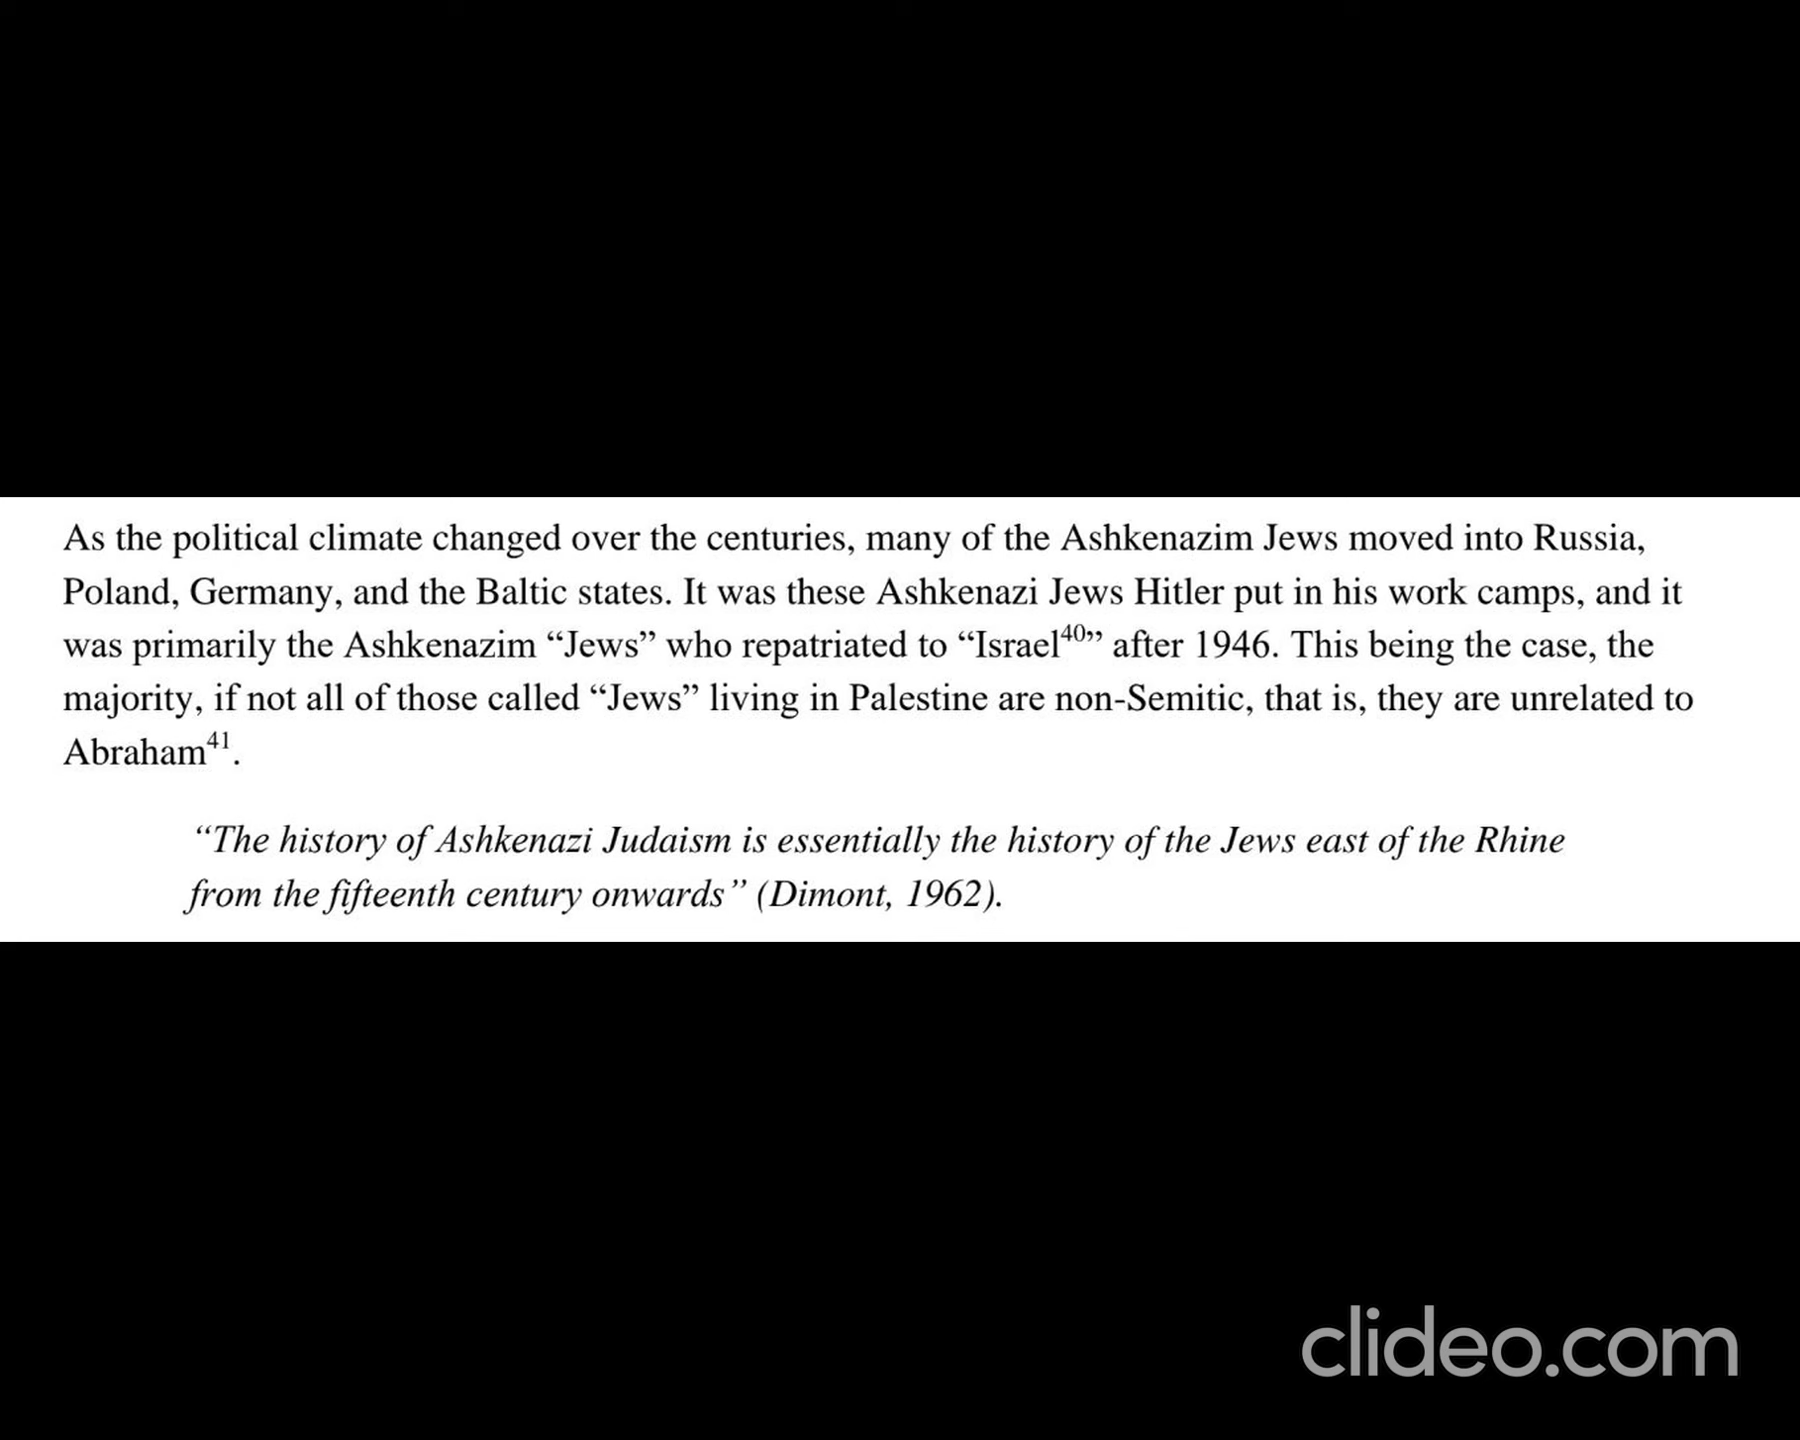 As the political climate changed over the centuries, many of the Ashkenazim Jews moved into Russia,
Poland, Germany, and the Baltic states. It was these Ashkenazi Jews Hitler put in his work camps, and it
was primarily the Ashkenazim “Jews” who repatriated to “Israel⁴⁰” after 1946. This being the case, the
majority, if not all of those called “Jews” living in Palestine are non-Semitic, that is, they are unrelated to
Abraham⁴¹.
“The history of Ashkenazi Judaism is essentially the history of the Jews east of the Rhine
from the fifteenth century onwards” (Dimont, 1962).
clideo.com